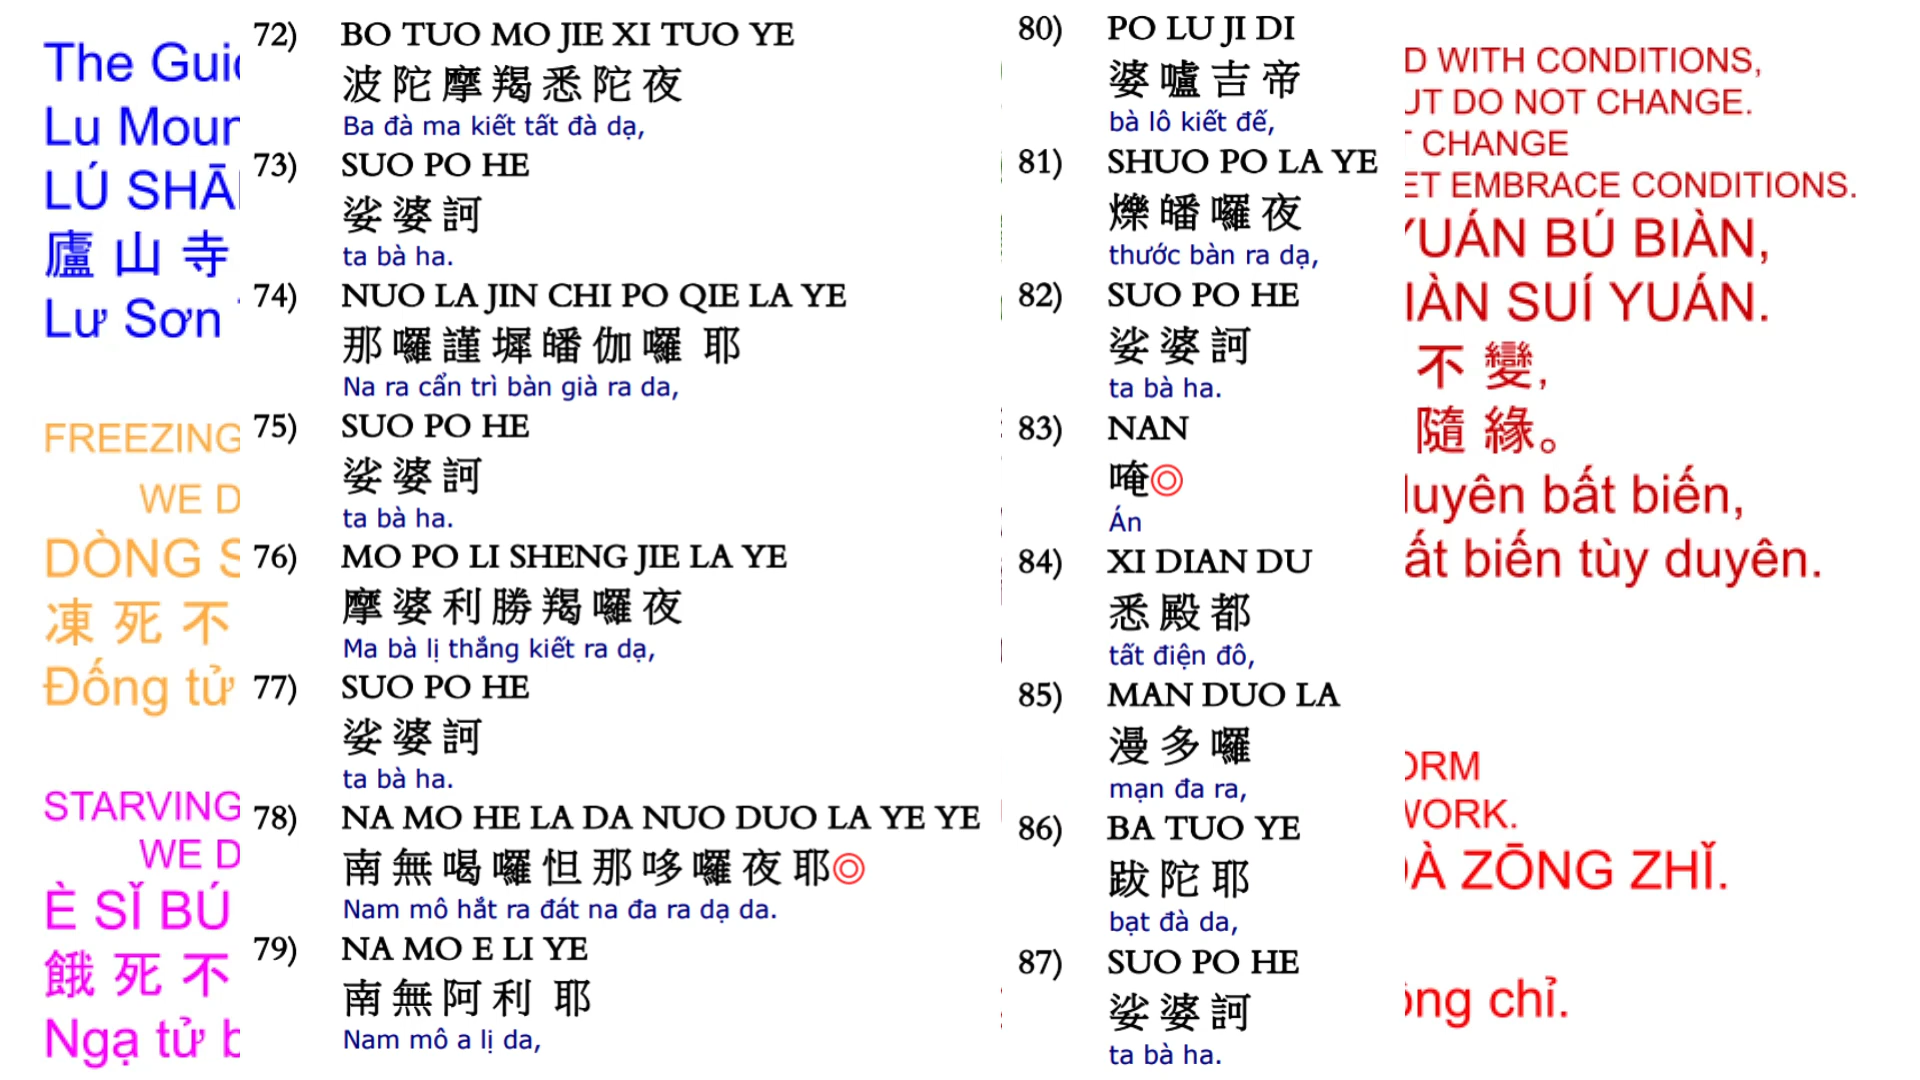 The Gui
Lu Moun
LÚ SHĀ
廬 山 寺
Lư Sơn
FREEZING
WE D
DÒNG S
凍 死 不
Đống tử
STARVING
WE D
È SǏ BÚ
餓 死 不
Ngạ tử b
72) BO TUO MO JIE XI TUO YE
波 陀 摩 羯 悉 陀 夜
Ba đà ma kiết tất đà dạ,
73) SUO PO HE
娑 婆 訶
ta bà ha.
74) NUO LA JIN CHI PO QIE LA YE
那 囉 謹 墀 皤 伽 囉 耶
Na ra cẩn trì bàn già ra da,
75) SUO PO HE
娑 婆 訶
ta bà ha.
76) MO PO LI SHENG JIE LA YE
摩 婆 利 勝 羯 囉 夜
Ma bà lị thắng kiết ra dạ,
77) SUO PO HE
娑 婆 訶
ta bà ha.
78) NA MO HE LA DA NUO DUO LA YE YE
南 無 喝 囉 怛 那 哆 囉 夜 耶◎
Nam mô hắt ra đát na đa ra dạ da.
79) NA MO E LI YE
南 無 阿 利 耶
Nam mô a lị da,
80) PO LU JI DI
婆 嚧 吉 帝
bà lô kiết đế,
81) SHUO PO LA YE
爍 皤 囉 夜
thước bàn ra dạ,
82) SUO PO HE
娑 婆 訶
ta bà ha.
83) NAN
唵◎
Án
84) XI DIAN DU
悉 殿 都
tất điện đô,
85) MAN DUO LA
漫 多 囉
mạn đa ra,
86) BA TUO YE
跋 陀 耶
bạt đà da,
87) SUO PO HE
娑 婆 訶
ta bà ha.
D WITH CONDITIONS,
UT DO NOT CHANGE.
CHANGE
ET EMBRACE CONDITIONS.
YUÁN BÚ BIÀN,
IÀN SUÍ YUÁN.
不 變,
隨 緣。
duyên bất biến,
ất biến tùy duyên.
ORM
WORK.
DÀ ZŌNG ZHǏ.
ông chỉ.